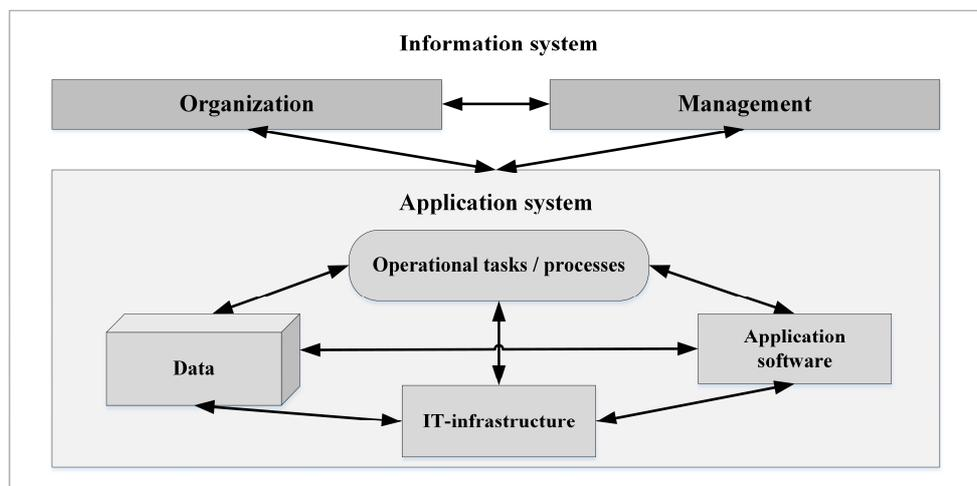 Information system
Organization
Management
Application system
Operational tasks / processes
Data
Application
software
IT-infrastructure